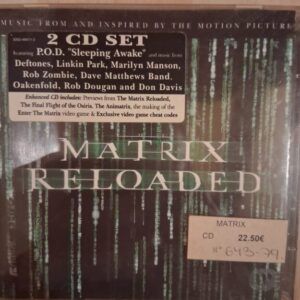 MUSIC FROM AND INSPIRED BY THE MOTION PICTURE
2 CD SET
featuring P.O.D. "Sleeping Awake" and music from
Deftones, Linkin Park, Marilyn Manson,
Rob Zombie, Dave Matthews Band,
Oakenfold, Rob Dougan and Don Davis
Enhanced CD includes: Previews from The Matrix Reloaded,
The Final Flight of the Osiris, The Animatrix, the making of the
Enter The Matrix video game & Exclusive video game cheat codes
MATRIX
RELOADED
MATRIX
CD 22.50€
N° 643-79